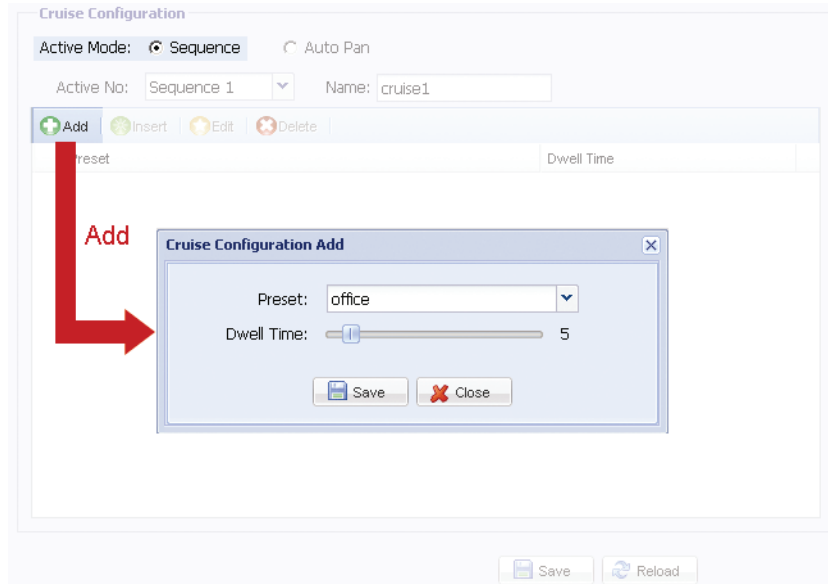 Cruise Configuration
Active Mode: Sequence Auto Pan
Active No: Sequence 1 Name: cruise1
Add Insert Edit Delete
Preset Dwell Time
Add
Cruise Configuration Add
Preset: office
Dwell Time: 5
Save Close
Save Reload